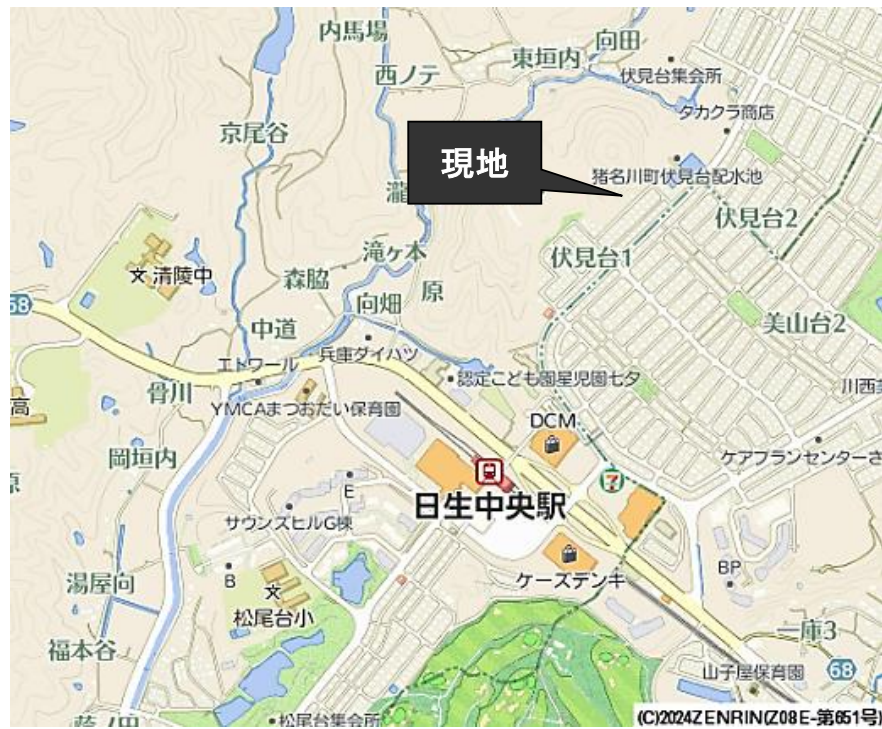 内馬場
向田
東垣内
西ノテ
伏見台集会所
タカクラ商店
京尾谷
現地
猪名川町伏見台配水池
伏見台2
滝ヶ本
伏見台1
文清陵中
森脇
原
68
向畑
中道
美山台2
兵庫ダイハツ
エトワール
認定こども園星児園七夕
骨川
川西
高
YMCAまつおだい保育園
DCM
岡垣内
ケアプランセンターさ
E
7
日生中央駅
サウンズヒルG棟
BP
湯屋向
B
文
ケーズデンキ
松尾台小
一庫3
福本谷
山子屋保育園
68
松尾台集会所
(C)2024ZENRIN(Z08E-第651号)